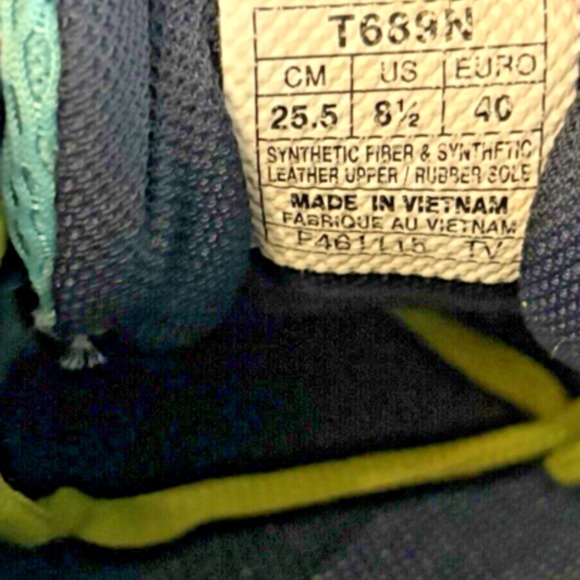 T689N
CM US EURO
25.5 8½ 40
SYNTHETIC FIBER & SYNTHETIC
LEATHER UPPER / RUBBER SOLE
MADE IN VIETNAM
FABRIQUE AU VIETNAM
P461115 TV